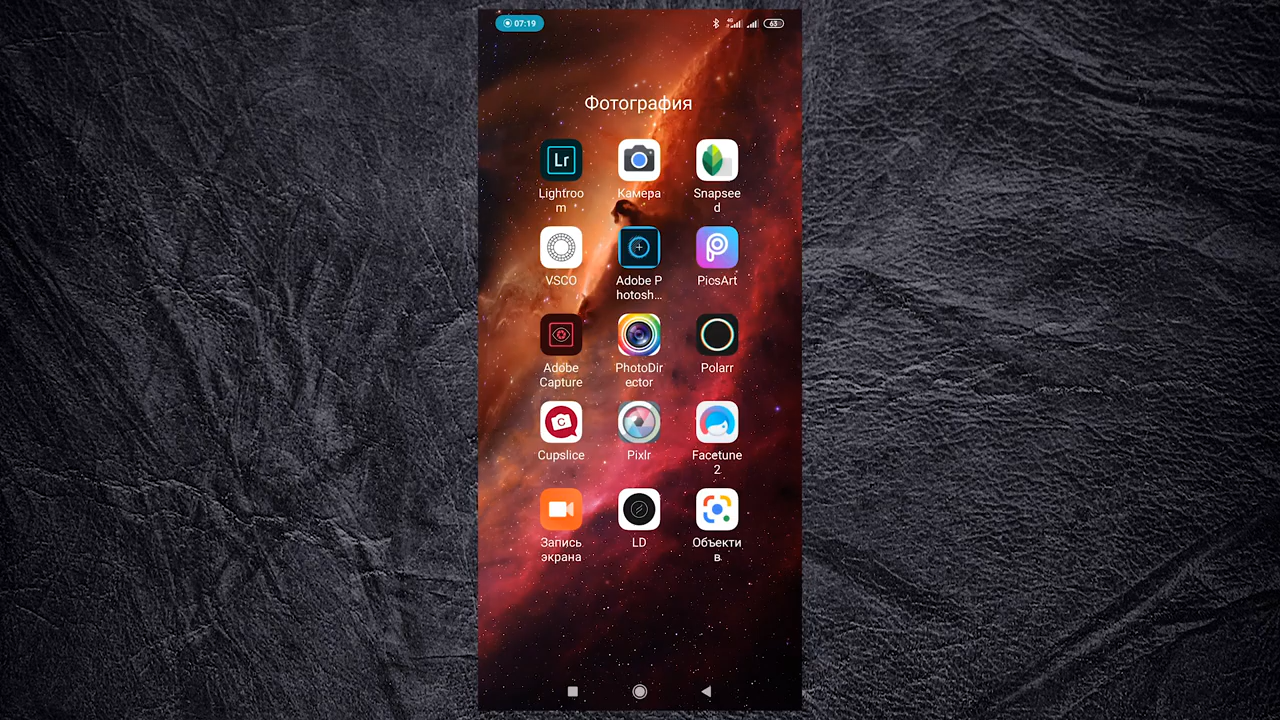 07:19
4G
63
Фотография
Lr
Lightroo
m
Камера
Snapsee
d
VSCO
Adobe P
hotosh...
PicsArt
Adobe
Capture
PhotoDir
ector
Polarr
C
Cupslice
Pixlr
Facetune
2
Запись
экрана
LD
Объекти
в